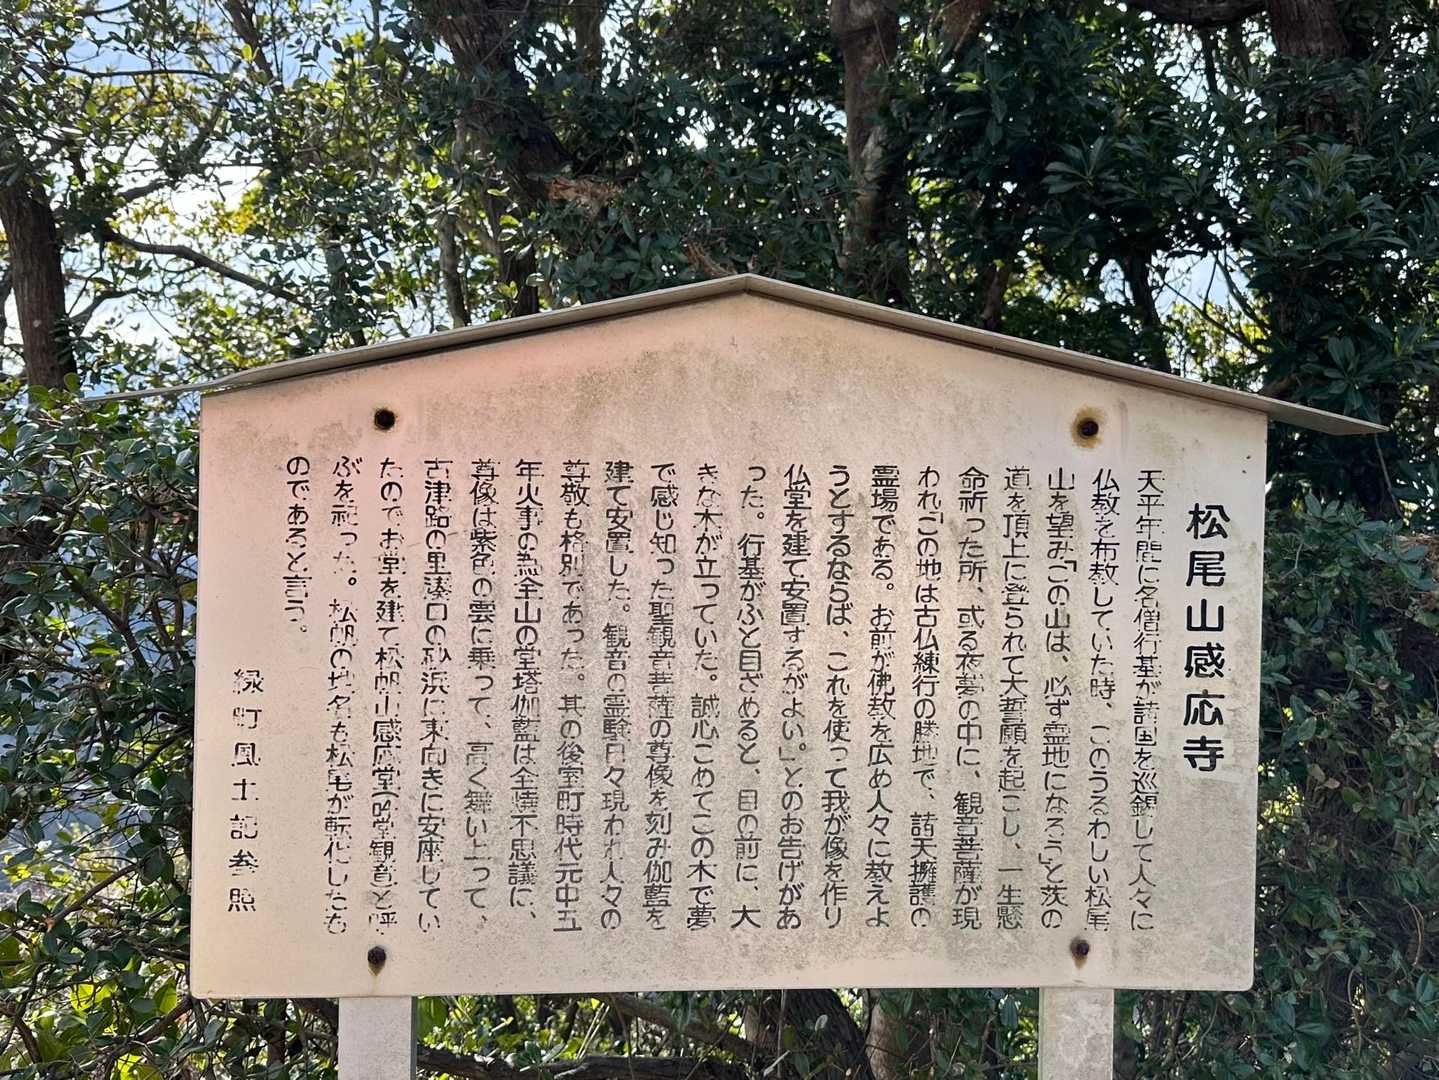 松尾山感応寺
天平年間に名僧行基が諸国を巡錫して人々に
仏教を布教していた時、このうるわしい松尾
山を望み「この山は、必ず霊地になろう」と茨の
道を頂上に登られて大誓願を起こし、一生懸
命祈った所、或る夜夢の中に、観音菩薩が現
われ「この地は古仏練行の勝地で、諸天擁護の
霊場である。お前が佛教を広め人々に教えよ
うとするならば、これを使って我が像を作り
仏堂を建て安置するがよい。」とのお告げがあ
った。行基がふと目ざめると、目の前に、大
きな木が立っていた。誠心こめてこの木で夢
で感じ知った聖観音菩薩の尊像を刻み伽藍を
建て安置した。観音の霊験日々現われ人々の
尊敬も格別であった。其の後室町時代元中五
年火事の為全山の堂塔伽藍は全焼不思議に、
尊像は紫色の雲に乗って、高く舞い上って、
古津路の里湊口の砂浜に東向きに安座してい
たのでお堂を建て松帆山感応堂(砂堂観音)と呼
ぶを祀った。松帆の地名も松尾が転化したも
のであると言う。
緑町風土記参照